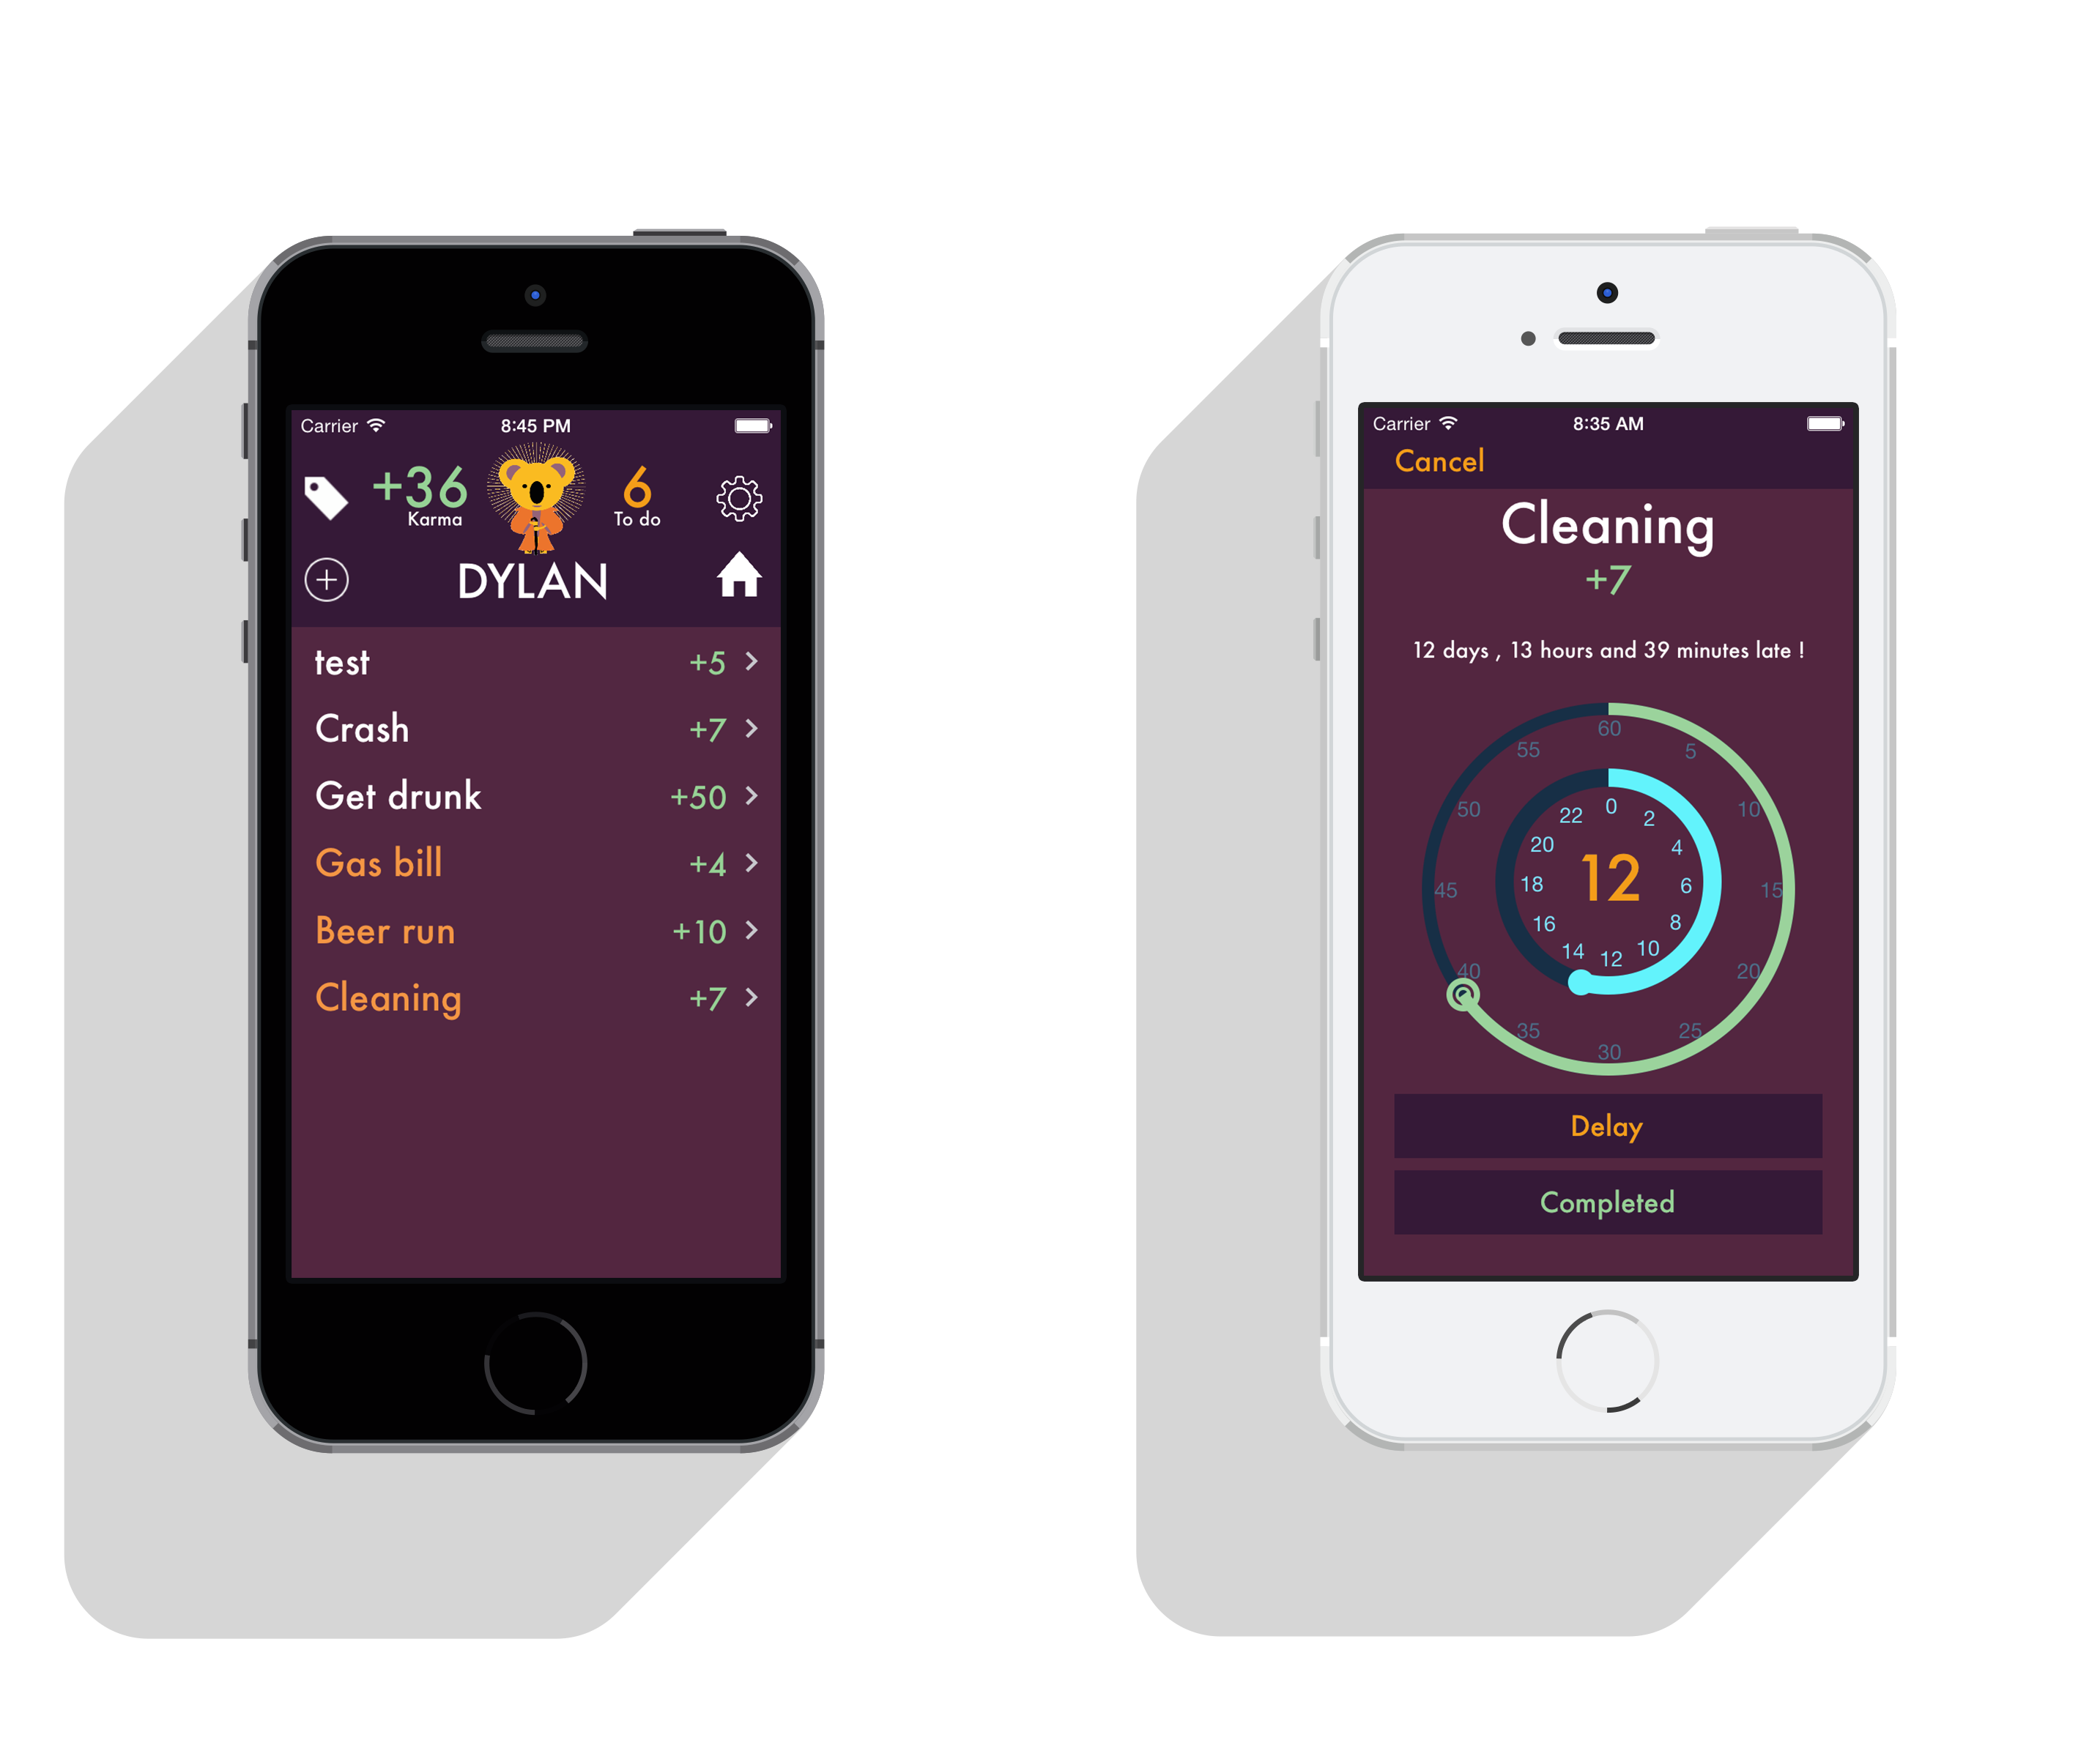 Carrier 8:45 PM
+36 6
Karma To do
DYLAN
test +5
Crash +7
Get drunk +50
Gas bill +4
Beer run +10
Cleaning +7
Carrier 8:35 AM
Cancel
Cleaning
+7
12 days , 13 hours and 39 minutes late !
60
55 5
50 10
45 15
40 20
35 25
30
0
22 2
20 4
18 6
16 8
14 10
12
12
Delay
Completed